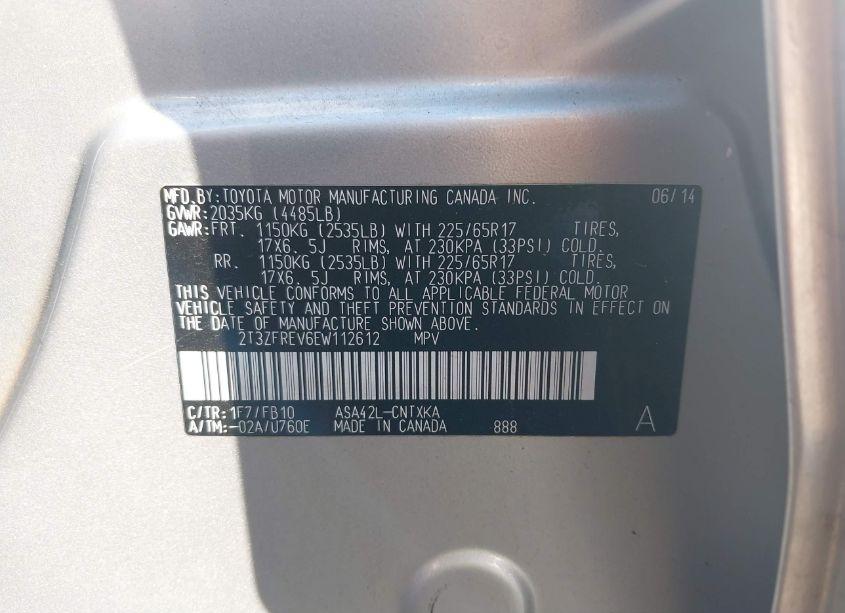 MFD.BY:TOYOTA MOTOR MANUFACTURING CANADA INC. 06/14
GVWR:2035KG (4485LB)
GAWR:FRT. 1150KG (2535LB) WITH 225/65R17 TIRES,
17X6.5J RIMS, AT 230KPA (33PSI) COLD.
RR. 1150KG (2535LB) WITH 225/65R17 TIRES,
17X6.5J RIMS, AT 230KPA (33PSI) COLD.
THIS VEHICLE CONFORMS TO ALL APPLICABLE FEDERAL MOTOR
VEHICLE SAFETY AND THEFT PREVENTION STANDARDS IN EFFECT ON
THE DATE OF MANUFACTURE SHOWN ABOVE.
2T3ZFREV6EW112612 MPV
C/TR:1F7/FB10 ASA42L-CNTXKA
A/TM:-02A/U760E MADE IN CANADA 888 A